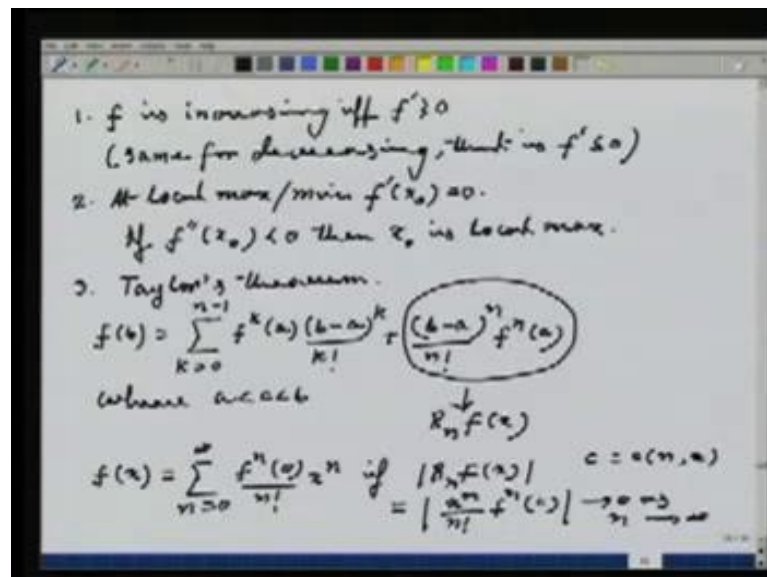 1. f is increasing iff f' ≥ 0
(same for decreasing, that is f' ≤ 0)
2. At local max/min f'(x₀) = 0.
If f''(x₀) < 0 then x₀ is local max.
3. Taylor's theorem.
f(b) = ∑_{k=0}^{n-1} f^k(a) (b-a)^k / k! + (b-a)^n / n! f^n(c)
where a<c<b
↓ R_n f(x)
f(x) = ∑_{n=0}^{∞} f^n(0) / n! x^n if |R_n f(x)| c = c(n, x)
= | x^n / n! f^n(c) | → 0 as n → ∞